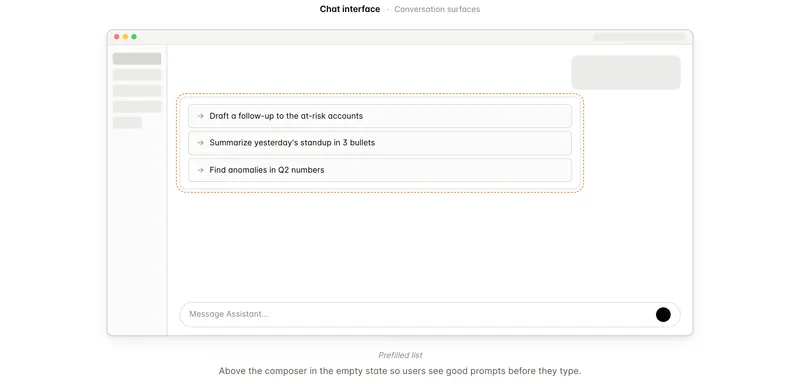 Chat interface · Conversation surfaces
→ Draft a follow-up to the at-risk accounts
→ Summarize yesterday's standup in 3 bullets
→ Find anomalies in Q2 numbers
Message Assistant...
Prefilled list
Above the composer in the empty state so users see good prompts before they type.